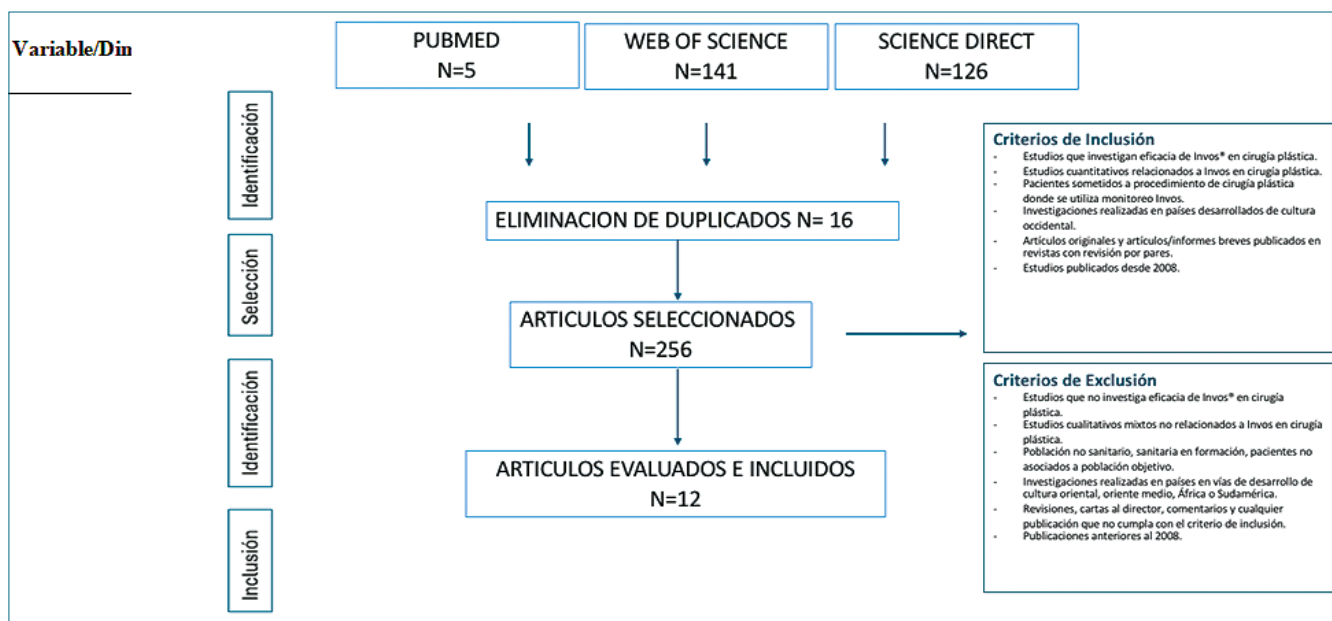 Variable/Din
PUBMED
N=5
WEB OF SCIENCE
N=141
SCIENCE DIRECT
N=126
Identificación
Selección
Identificación
Inclusión
ELIMINACION DE DUPLICADOS N= 16
ARTICULOS SELECCIONADOS
N=256
ARTICULOS EVALUADOS E INCLUIDOS
N=12
Criterios de Inclusión
- Estudios que investigan eficacia de Invos® en cirugía plástica.
- Estudios cuantitativos relacionados a Invos en cirugía plástica.
- Pacientes sometidos a procedimiento de cirugía plástica
donde se utiliza monitoreo Invos.
- Investigaciones realizadas en países desarrollados de cultura
occidental.
- Artículos originales y artículos/informes breves publicados en
revistas con revisión por pares.
- Estudios publicados desde 2008.
Criterios de Exclusión
- Estudios que no investiga eficacia de Invos® en cirugía
plástica.
- Estudios cualitativos mixtos no relacionados a Invos en cirugía
plástica.
- Población no sanitario, sanitaria en formación, pacientes no
asociados a población objetivo.
- Investigaciones realizadas en países en vías de desarrollo de
cultura oriental, oriente medio, África o Sudamérica.
- Revisiones, cartas al director, comentarios y cualquier
publicación que no cumpla con el criterio de inclusión.
- Publicaciones anteriores al 2008.